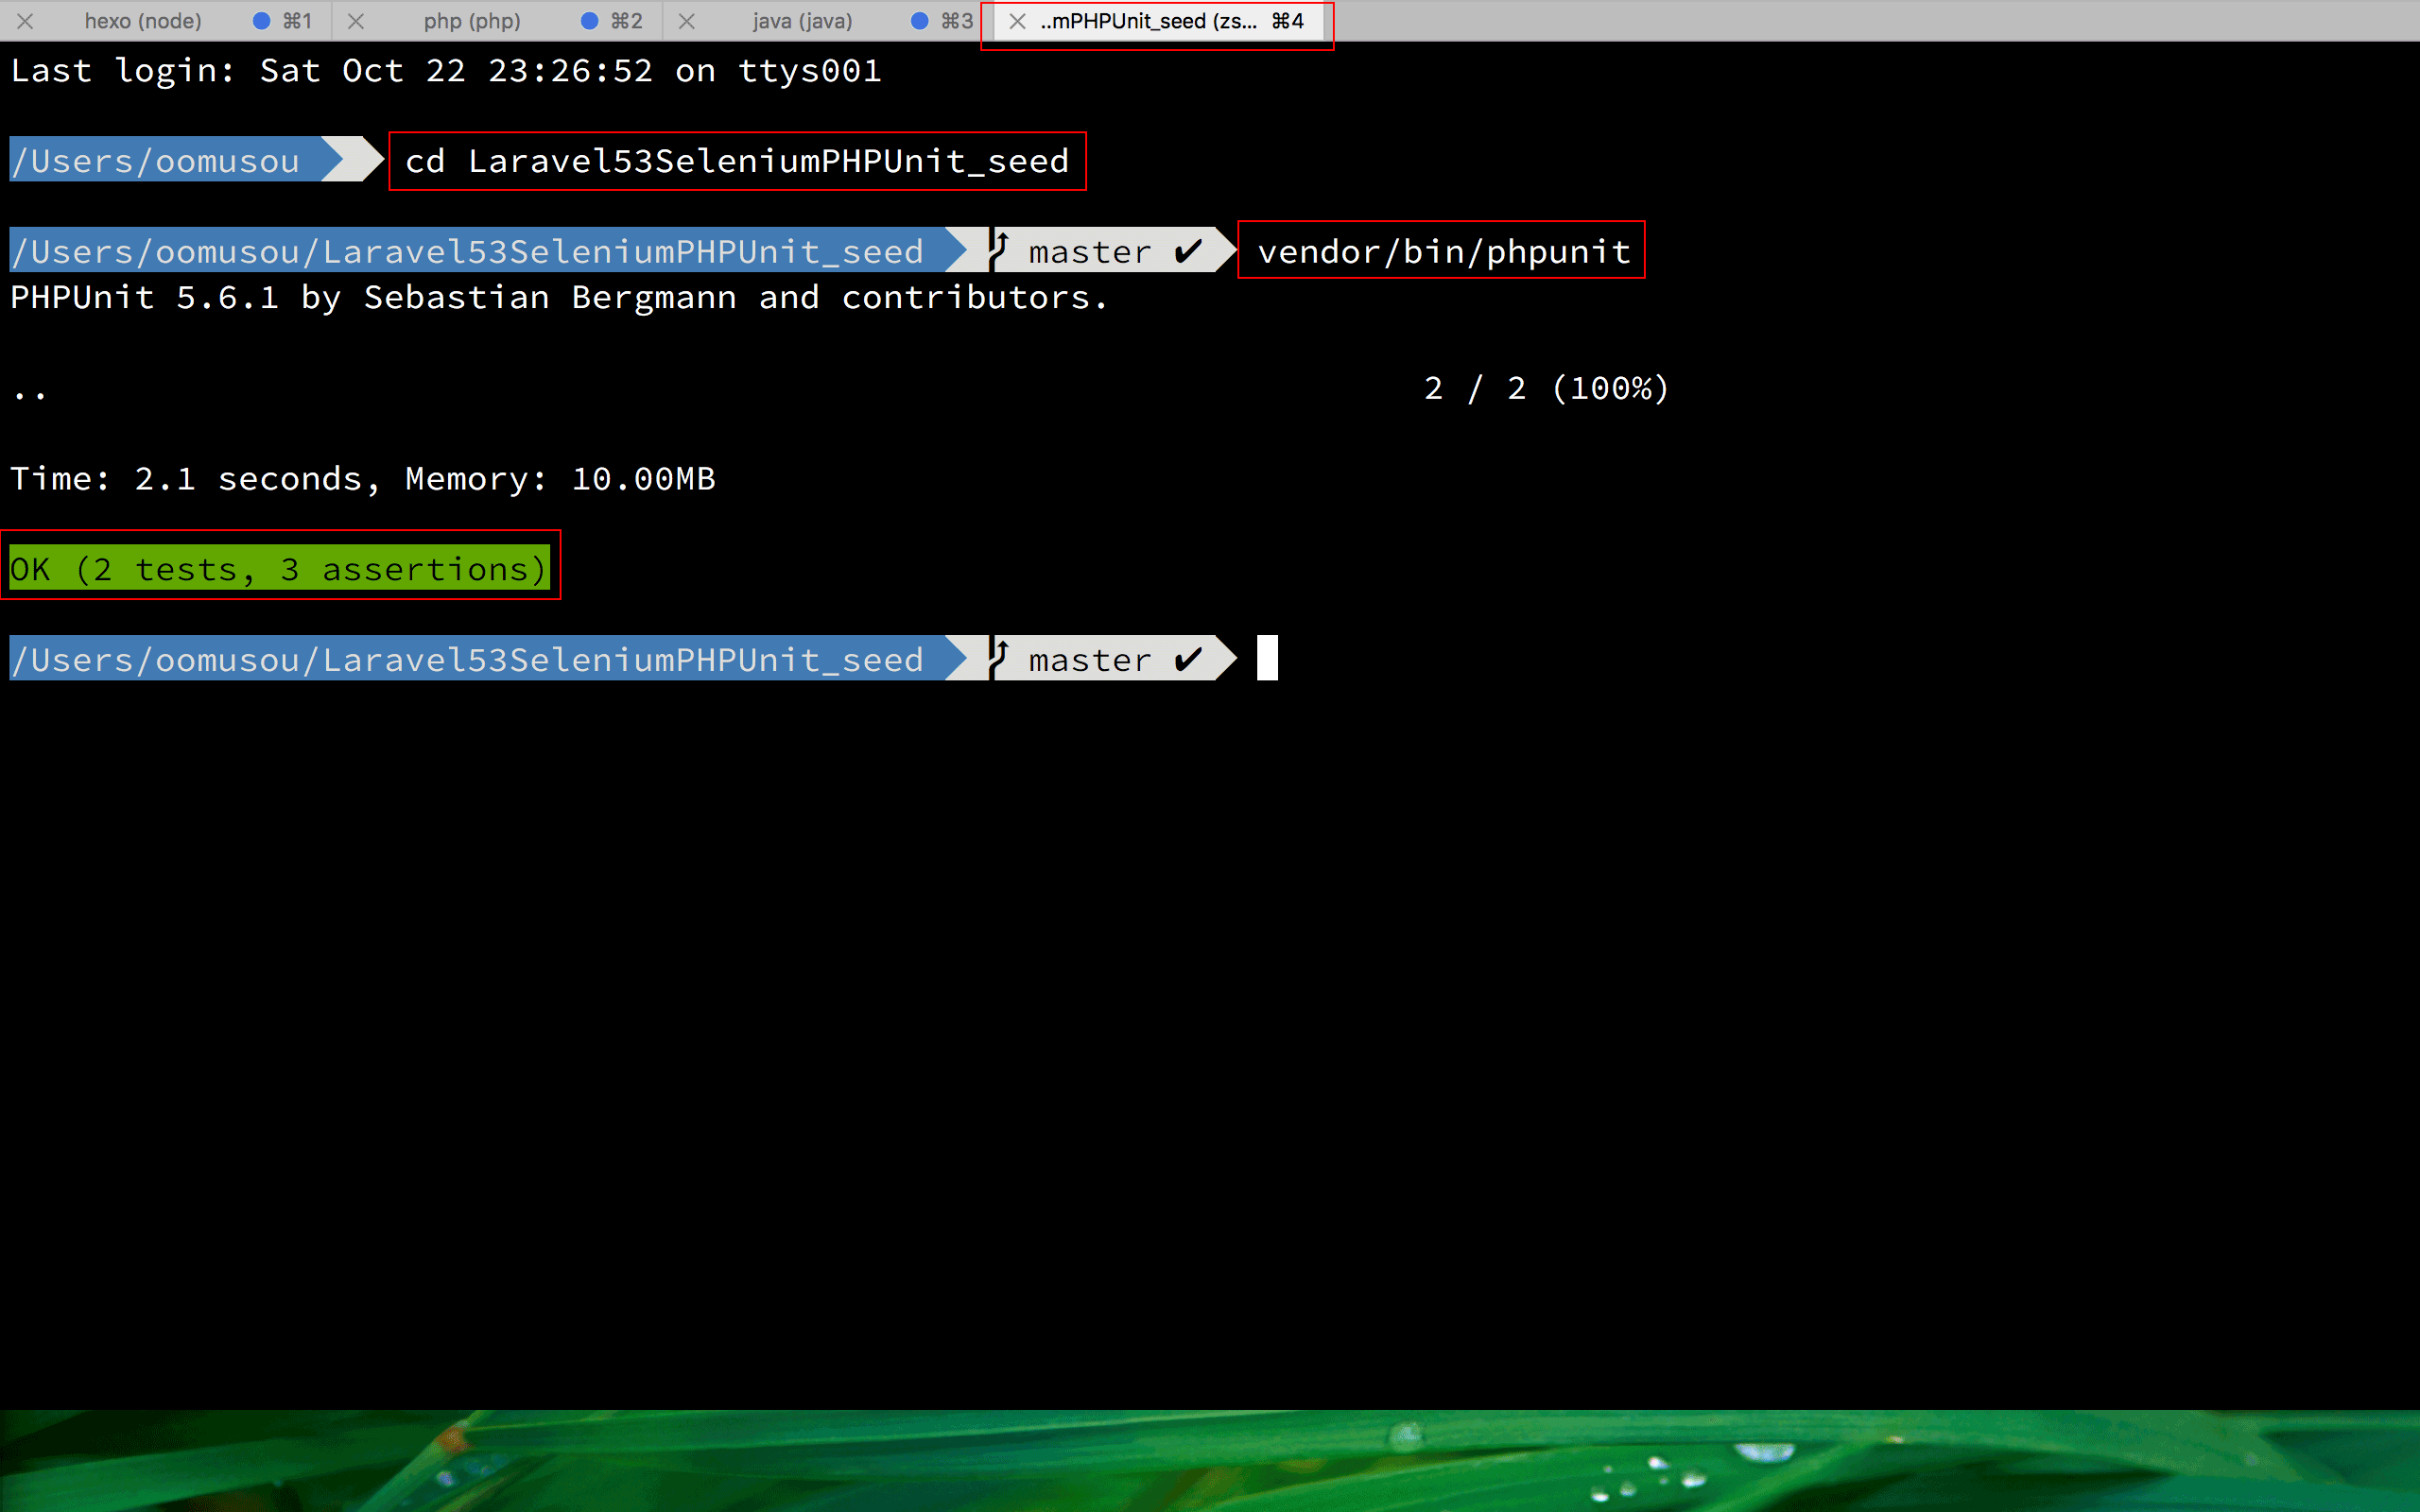 hexo (node) ⌘1 php (php) ⌘2 java (java) ⌘3 ..mPHPUnit_seed (zs... ⌘4
Last login: Sat Oct 22 23:26:52 on ttys001
/Users/oomusou cd Laravel53SeleniumPHPUnit_seed
/Users/oomusou/Laravel53SeleniumPHPUnit_seed master ✔ vendor/bin/phpunit
PHPUnit 5.6.1 by Sebastian Bergmann and contributors.
.. 2 / 2 (100%)
Time: 2.1 seconds, Memory: 10.00MB
OK (2 tests, 3 assertions)
/Users/oomusou/Laravel53SeleniumPHPUnit_seed master ✔